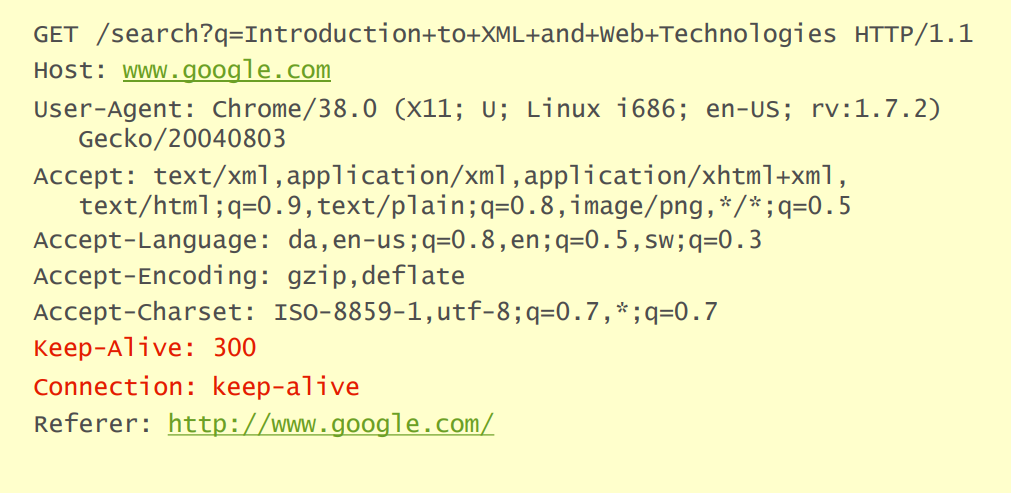 GET /search?q=Introduction+to+XML+and+Web+Technologies HTTP/1.1
Host: www.google.com
User-Agent: Chrome/38.0 (X11; U; Linux i686; en-US; rv:1.7.2)
Gecko/20040803
Accept: text/xml,application/xml,application/xhtml+xml,
text/html;q=0.9,text/plain;q=0.8,image/png,*/*;q=0.5
Accept-Language: da,en-us;q=0.8,en;q=0.5,sw;q=0.3
Accept-Encoding: gzip,deflate
Accept-Charset: ISO-8859-1,utf-8;q=0.7,*;q=0.7
Keep-Alive: 300
Connection: keep-alive
Referer: http://www.google.com/